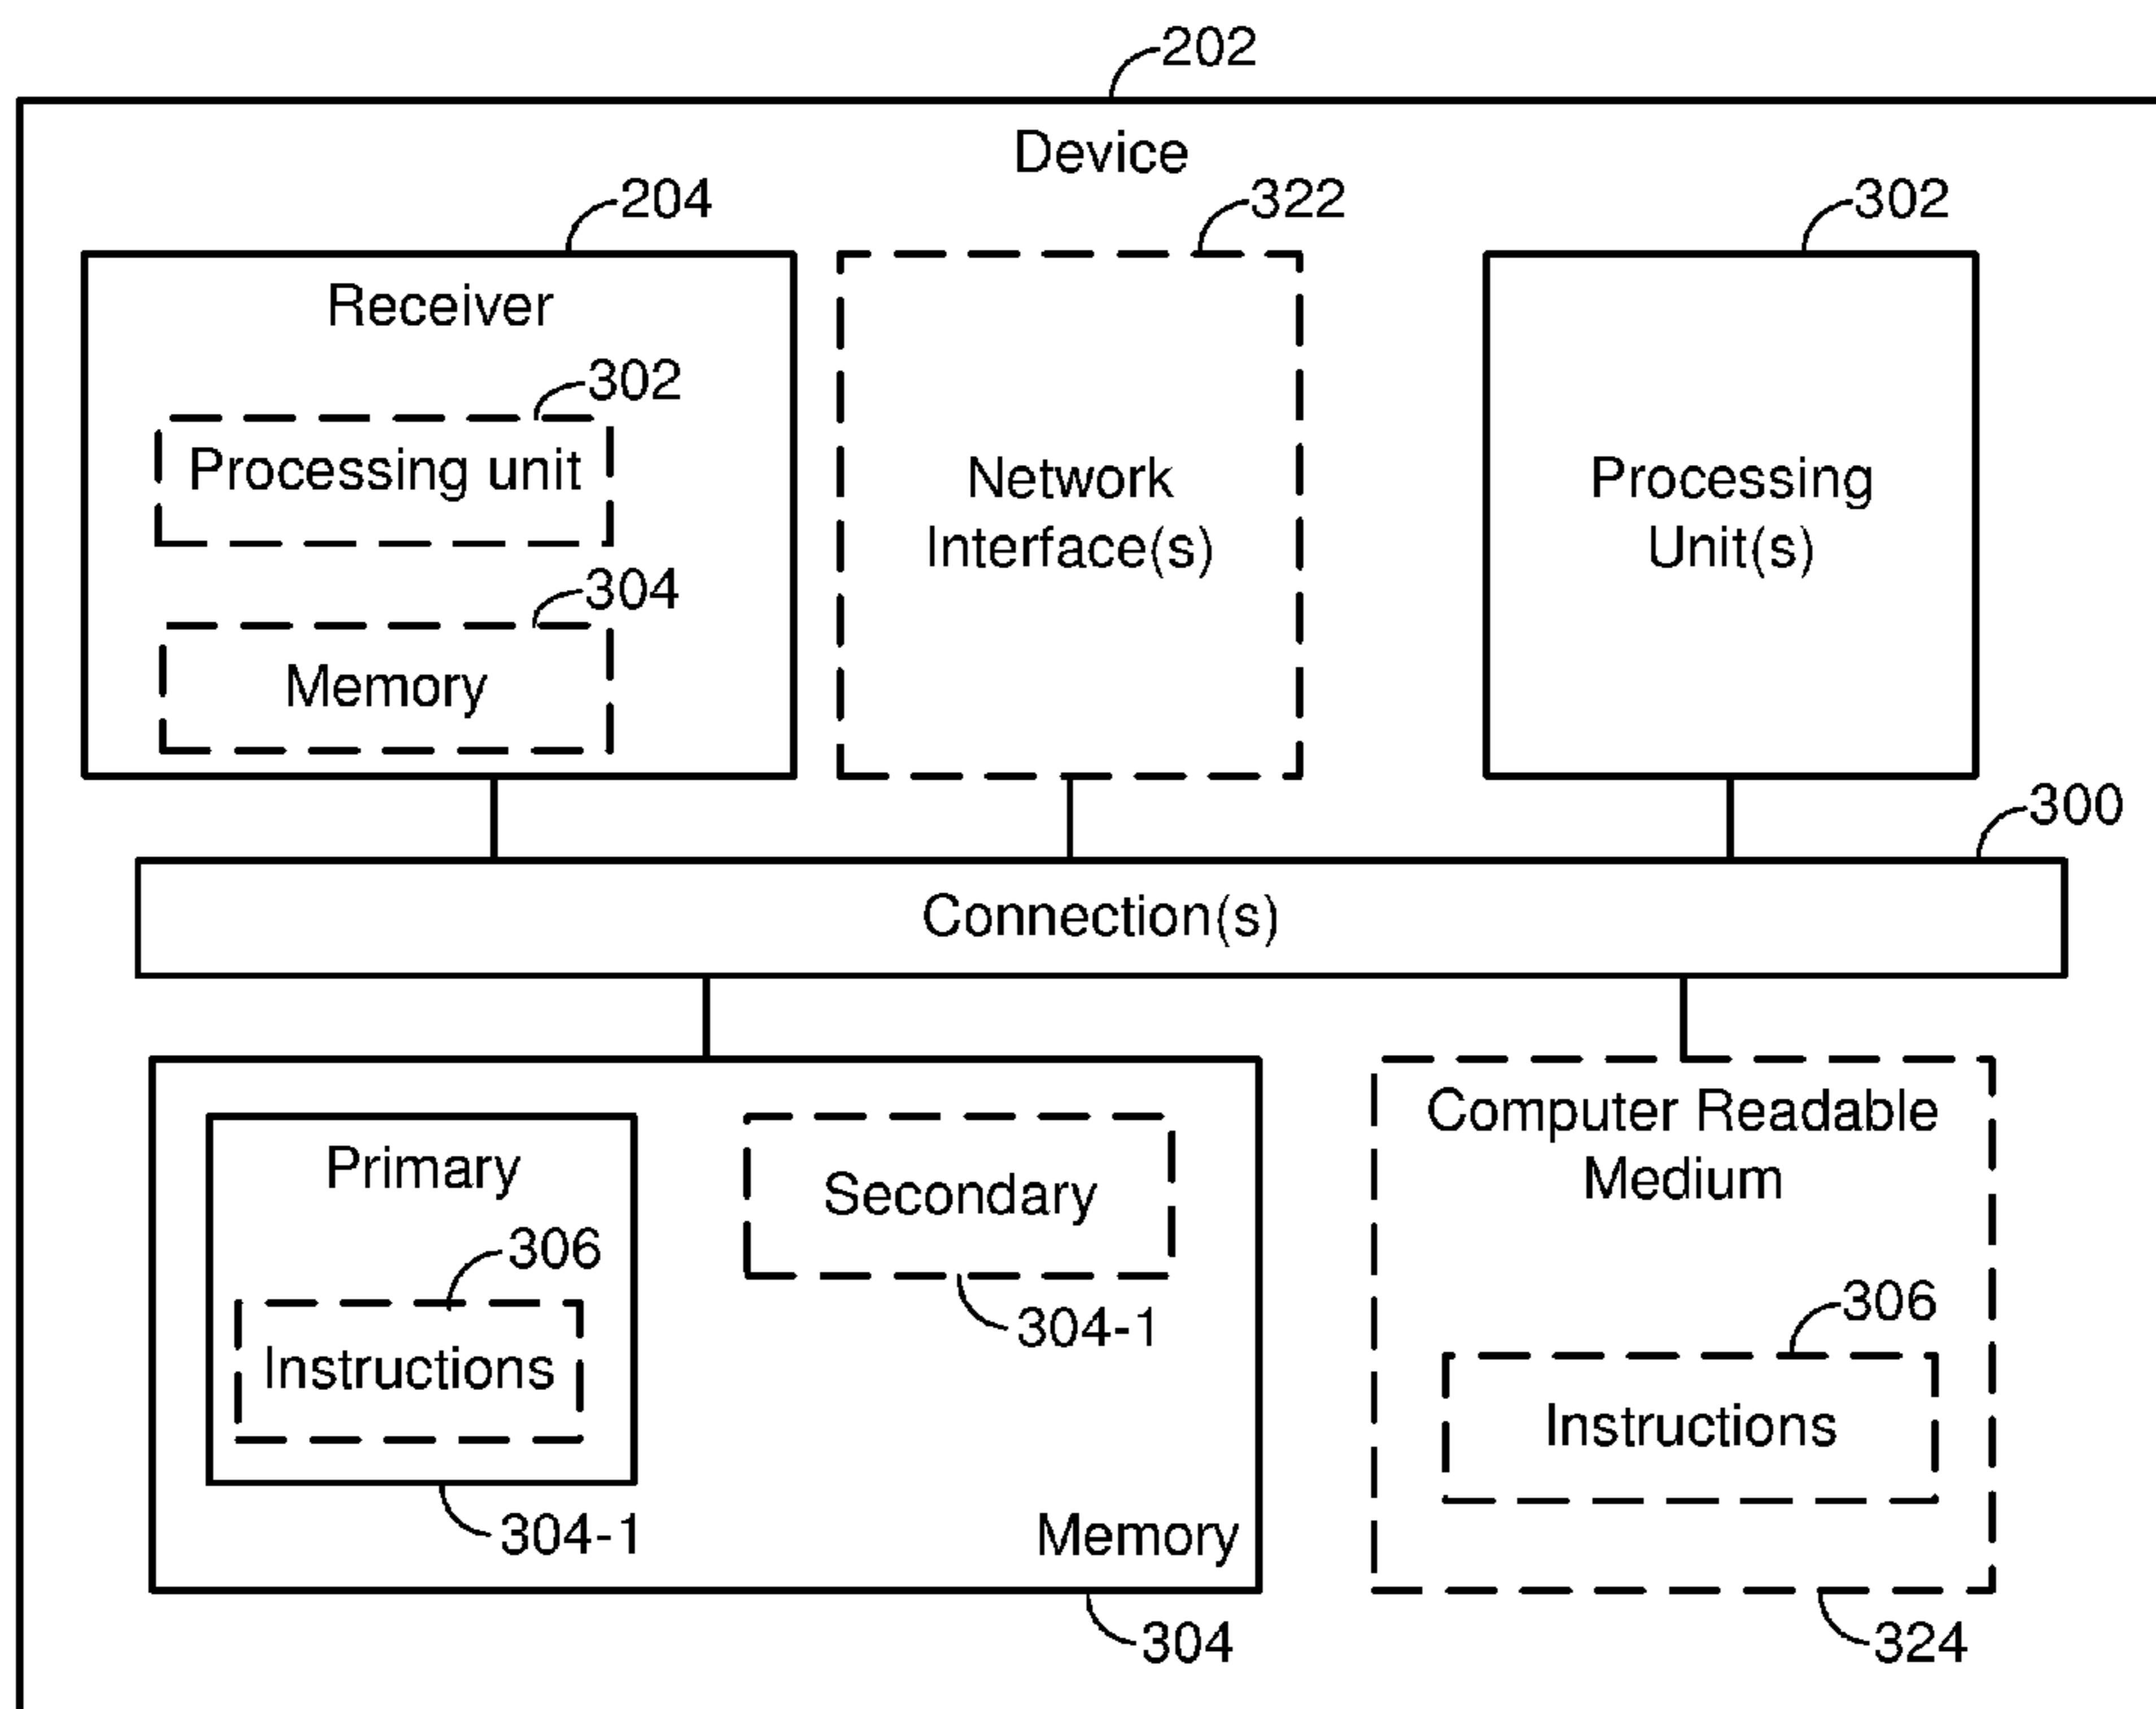 202
Device
204
322
302
Receiver
302
Processing unit
304
Memory
Network
Interface(s)
Processing
Unit(s)
300
Connection(s)
Primary
306
Instructions
304-1
Secondary
304-1
Memory
304
Computer Readable
Medium
306
Instructions
324